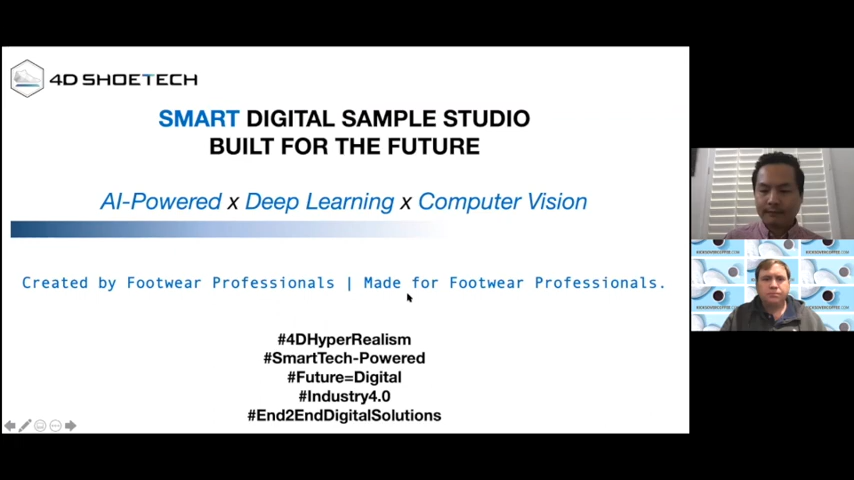 4D SHOETECH
SMART DIGITAL SAMPLE STUDIO
BUILT FOR THE FUTURE
AI-Powered x Deep Learning x Computer Vision
Created by Footwear Professionals | Made for Footwear Professionals.
#4DHyperRealism
#SmartTech-Powered
#Future=Digital
#Industry4.0
#End2EndDigitalSolutions